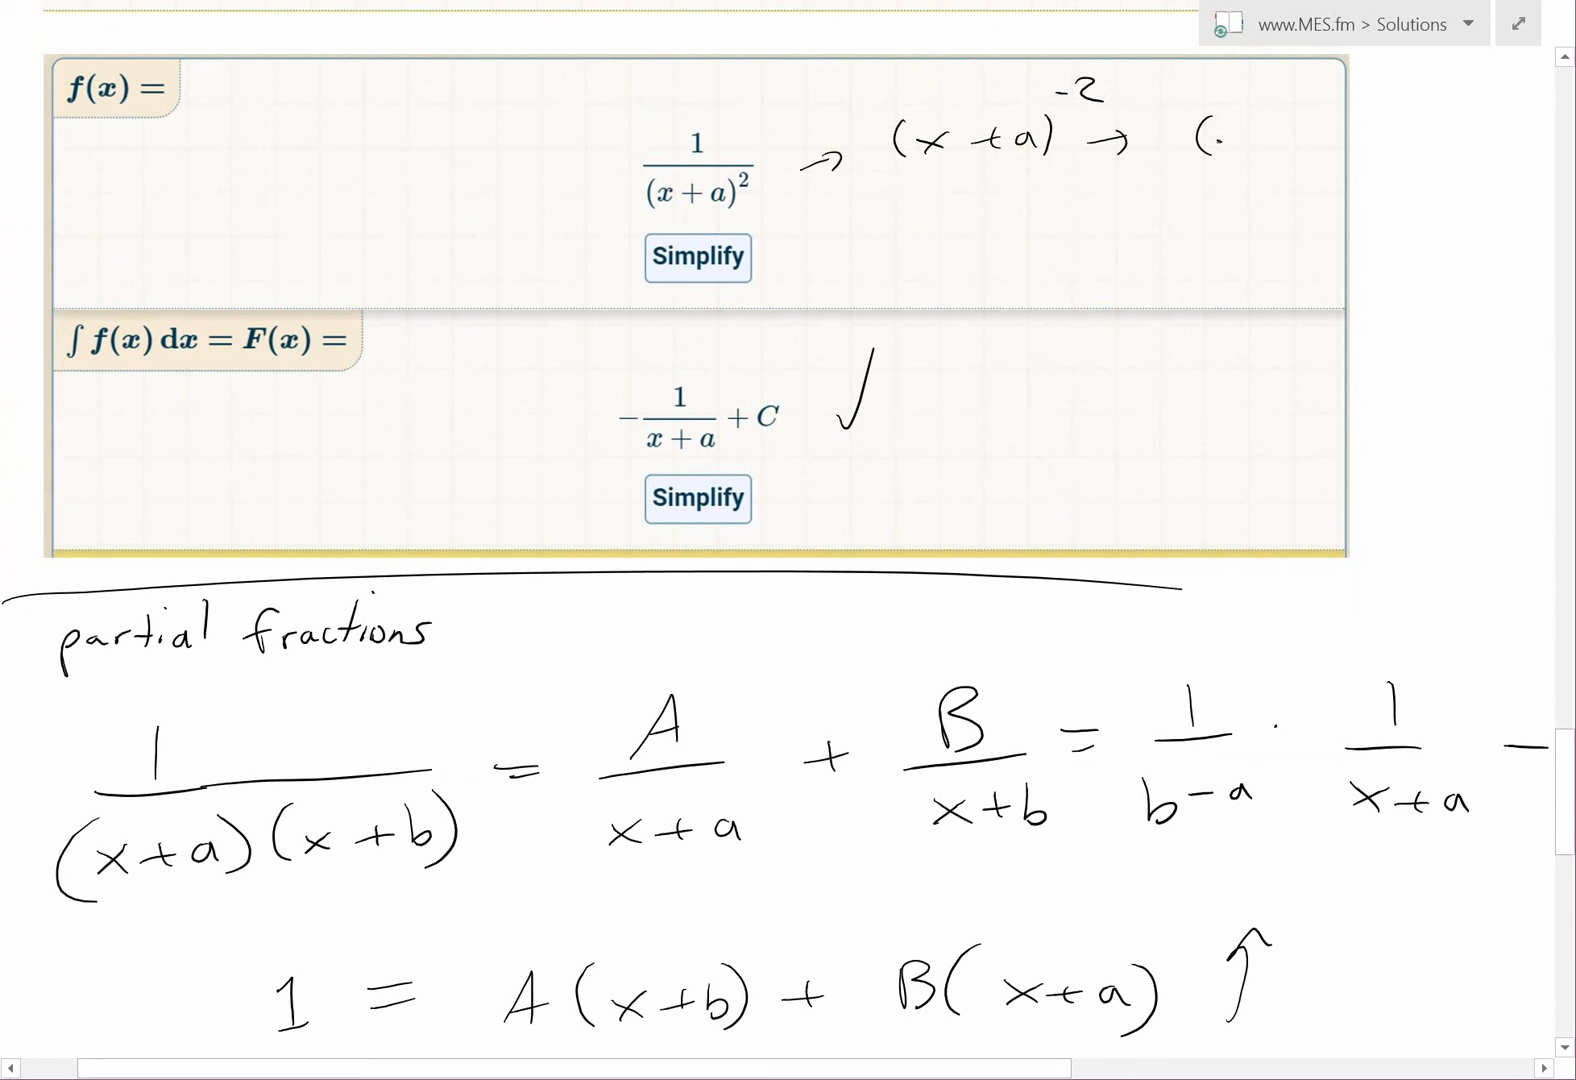 www.MES.fm > Solutions
f(x) =
1/(x + a)² → (x + a)⁻² → (
Simplify
∫ f(x) dx = F(x) =
−1/(x + a) + C ✓
Simplify
partial fractions
1/((x+a)(x+b)) = A/(x+a) + B/(x+b) = 1/(b−a) · 1/(x+a) −
1 = A(x+b) + B(x+a) ↑